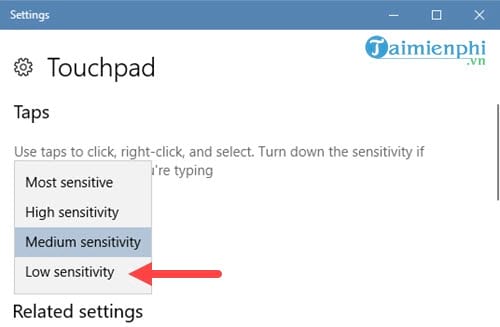 Settings
Taimienphi
.vn
Touchpad
Taps
Use taps to click, right-click, and select. Turn down the sensitivity if
u're typing
Most sensitive
High sensitivity
Medium sensitivity
Low sensitivity
Related settings